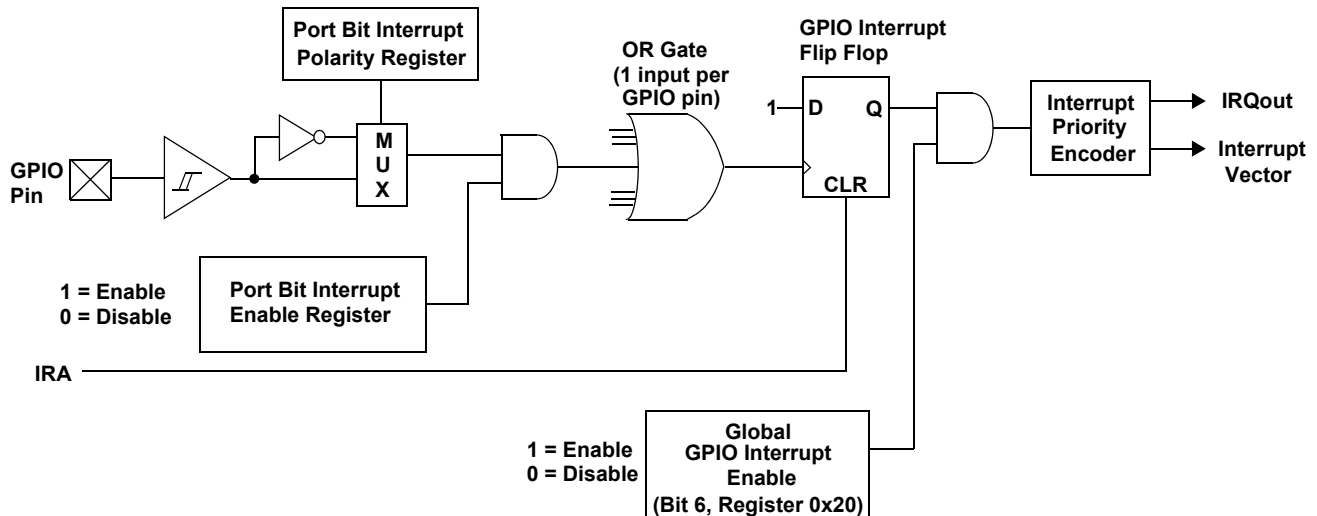 Port Bit Interrupt
Polarity Register
OR Gate
(1 input per
GPIO pin)
GPIO Interrupt
Flip Flop
GPIO
Pin
M
U
X
1
D
Q
CLR
Interrupt
Priority
Encoder
IRQout
Interrupt
Vector
1 = Enable
0 = Disable
Port Bit Interrupt
Enable Register
IRA
1 = Enable
0 = Disable
Global
GPIO Interrupt
Enable
(Bit 6, Register 0x20)